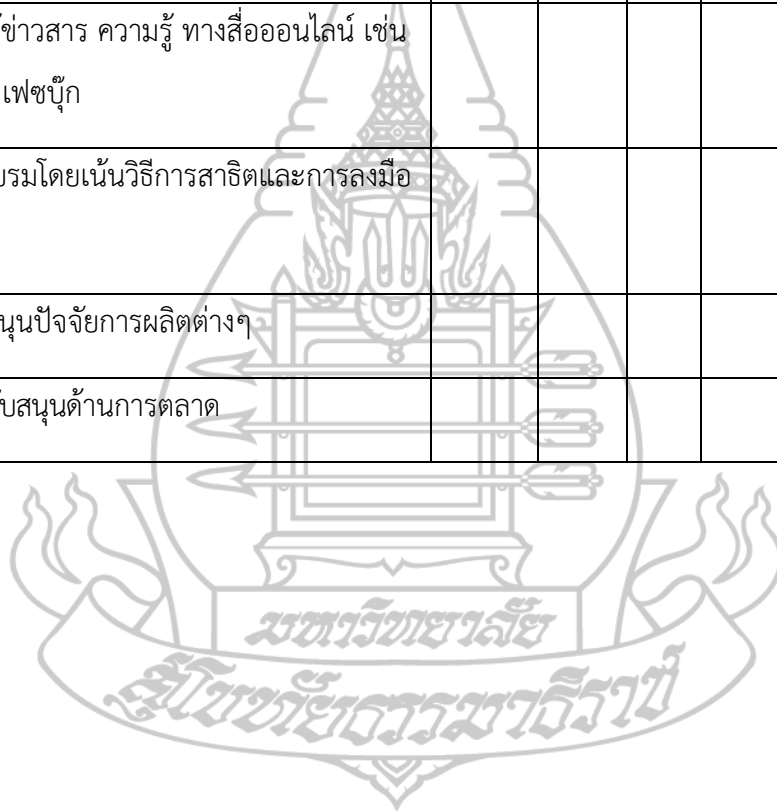 ข่าวสาร ความรู้ ทางสื่อออนไลน์ เช่น
เฟซบุ๊ก
บรมโดยเน้นวิธีการสาธิตและการลงมือ
นุนปัจจัยการผลิตต่างๆ
บสนุนด้านการตลาด
มหาวิทยาลัย
สุโขทัยธรรมาธิราช